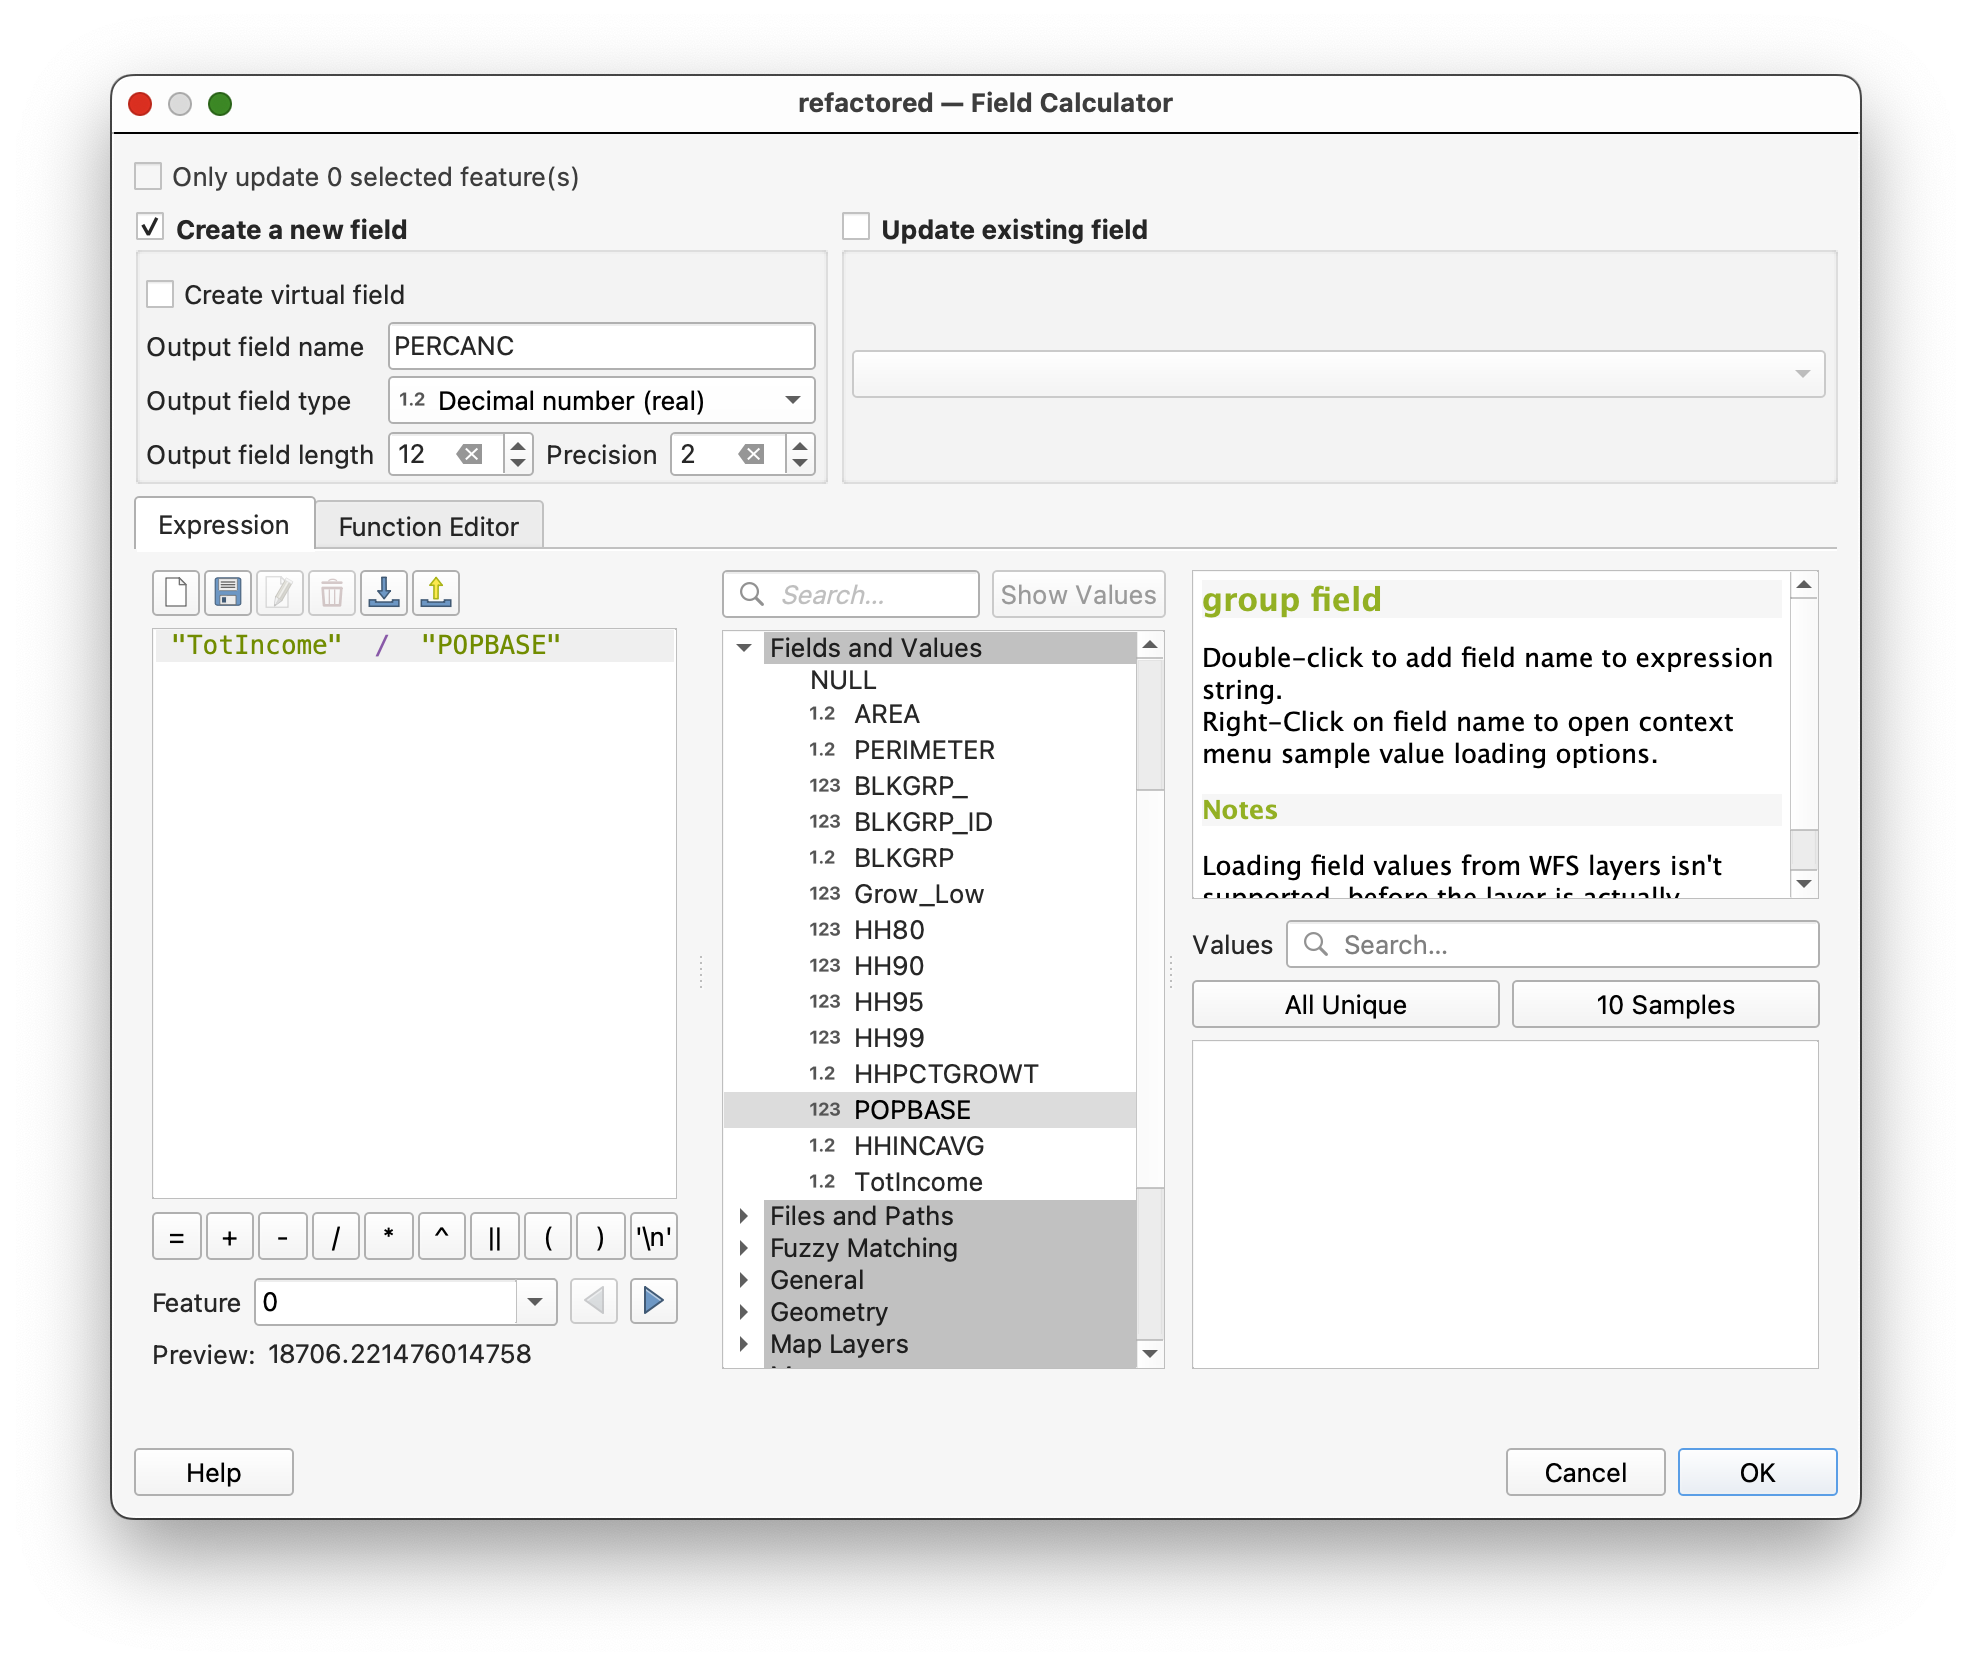 refactored — Field Calculator
Only update 0 selected feature(s)
Create a new field
Update existing field
Create virtual field
Output field name PERCANC
Output field type 1.2 Decimal number (real)
Output field length 12 Precision 2
Expression Function Editor
Search... Show Values
"TotIncome" / "POPBASE"
Fields and Values
NULL
1.2 AREA
1.2 PERIMETER
123 BLKGRP_
123 BLKGRP_ID
1.2 BLKGRP
123 Grow_Low
123 HH80
123 HH90
123 HH95
123 HH99
1.2 HHPCTGROWT
123 POPBASE
1.2 HHINCAVG
1.2 TotIncome
Files and Paths
Fuzzy Matching
General
Geometry
Map Layers
group field
Double-click to add field name to expression
string.
Right-Click on field name to open context
menu sample value loading options.
Notes
Loading field values from WFS layers isn't
supported, before the layer is actually
Values Search...
All Unique 10 Samples
= + - / * ^ || ( ) '\n'
Feature 0
Preview: 18706.221476014758
Help Cancel OK